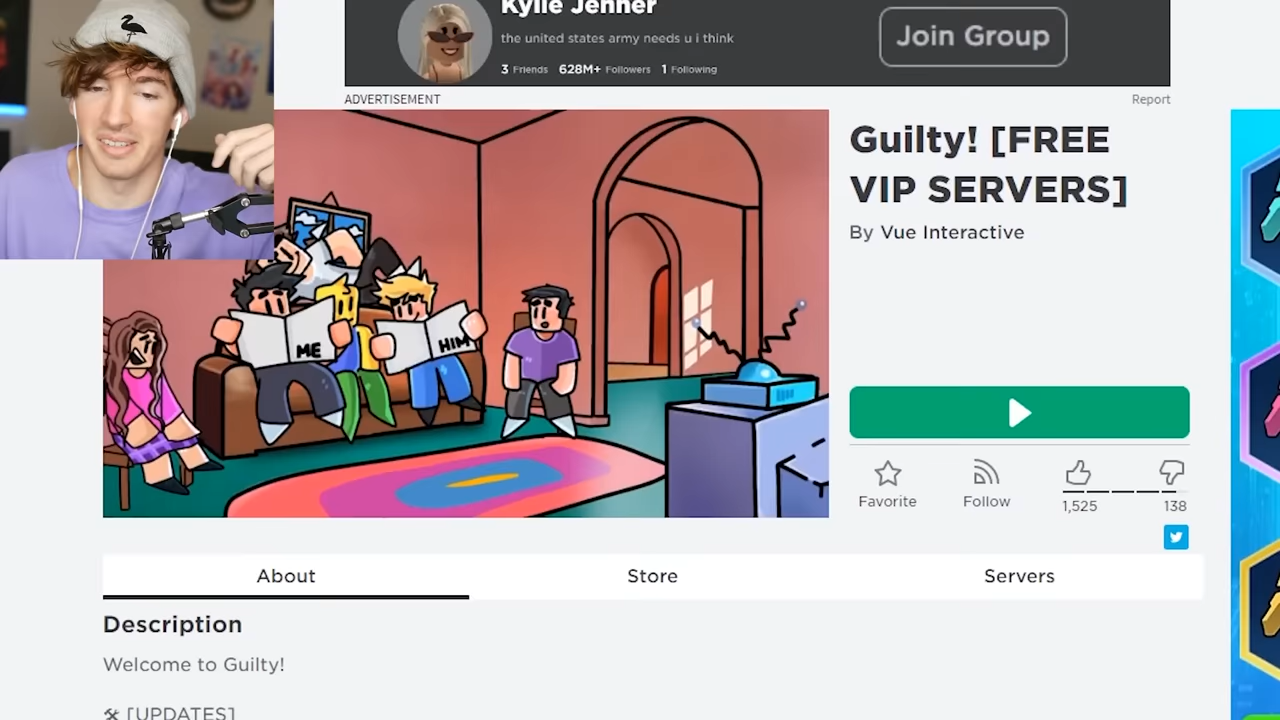 Kylie Jenner
the united states army needs u i think
3 Friends 628M+ Followers 1 Following
Join Group
ADVERTISEMENT
Report
Guilty! [FREE
VIP SERVERS]
By Vue Interactive
ME
HIM
Favorite
Follow
1,525
138
About
Store
Servers
Description
Welcome to Guilty!
🛠 [UPDATES]